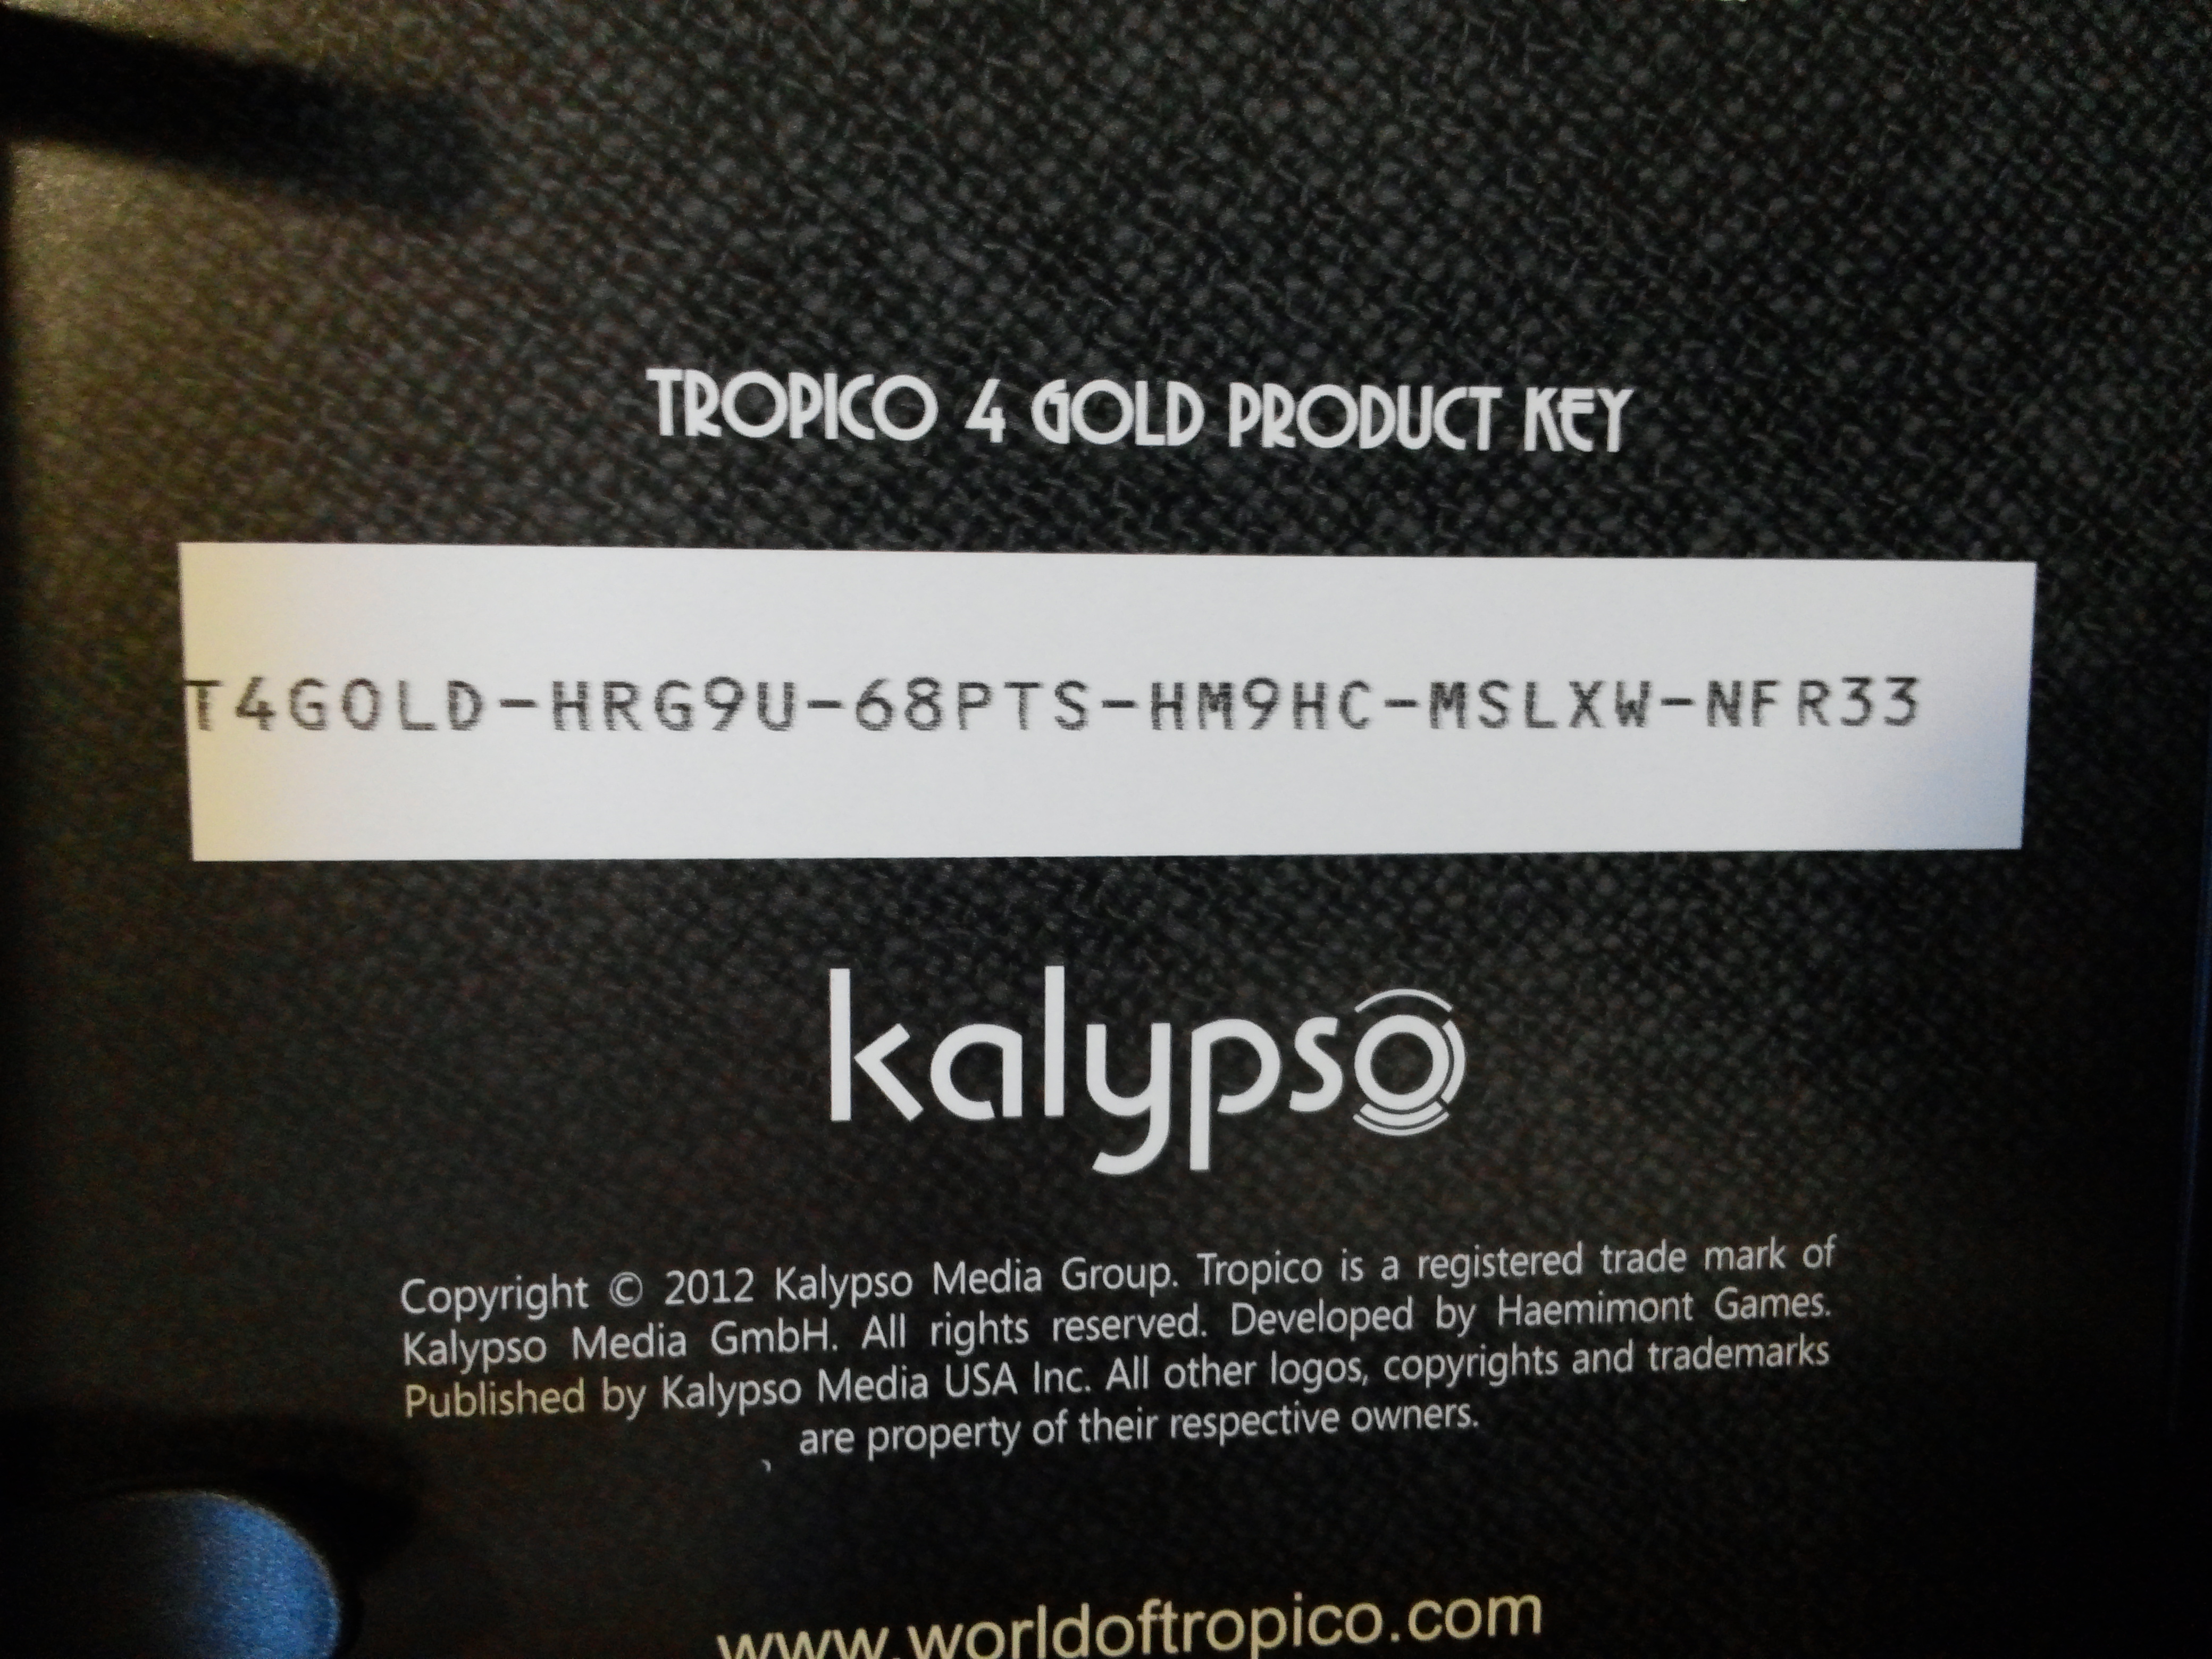 TROPICO 4 GOLD PRODUCT KEY
T4GOLD-HRG9U-68PTS-HM9HC-MSLXW-NFR33
kalypso
Copyright © 2012 Kalypso Media Group. Tropico is a registered trade mark of
Kalypso Media GmbH. All rights reserved. Developed by Haemimont Games.
Published by Kalypso Media USA Inc. All other logos, copyrights and trademarks
are property of their respective owners.
www.worldoftropico.com